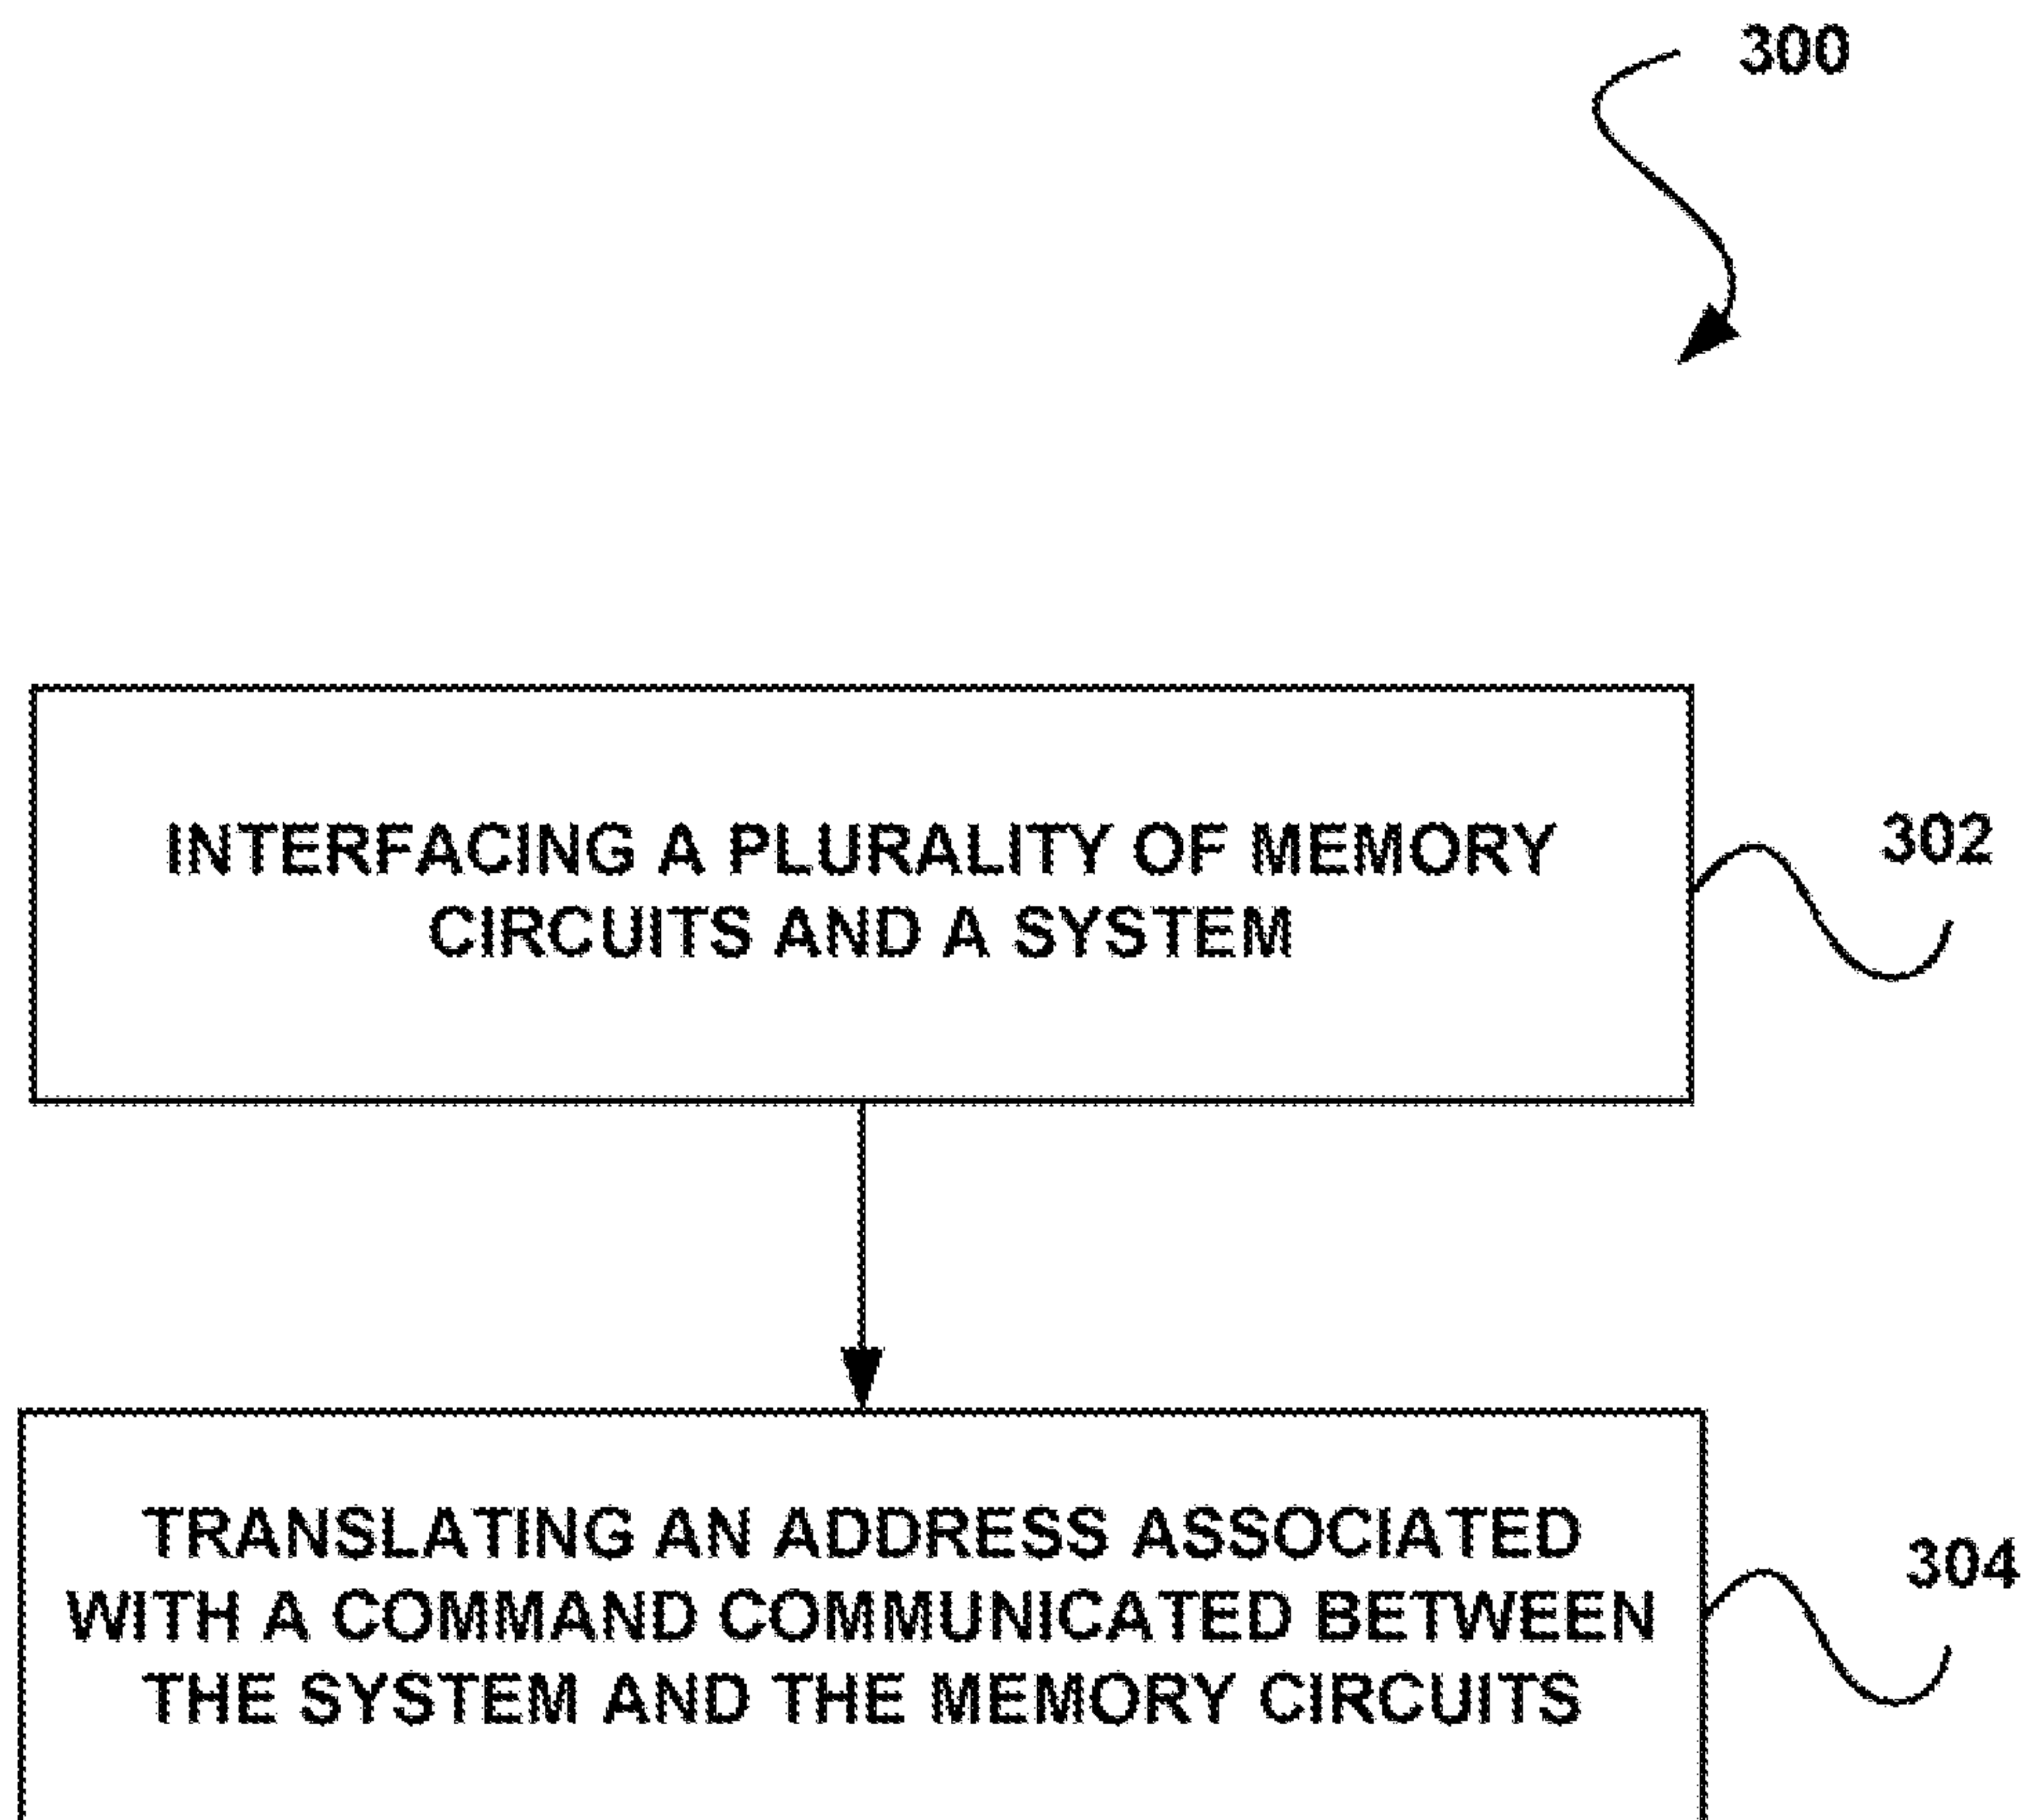 300
INTERFACING A PLURALITY OF MEMORY
CIRCUITS AND A SYSTEM
302
TRANSLATING AN ADDRESS ASSOCIATED
WITH A COMMAND COMMUNICATED BETWEEN
THE SYSTEM AND THE MEMORY CIRCUITS
304